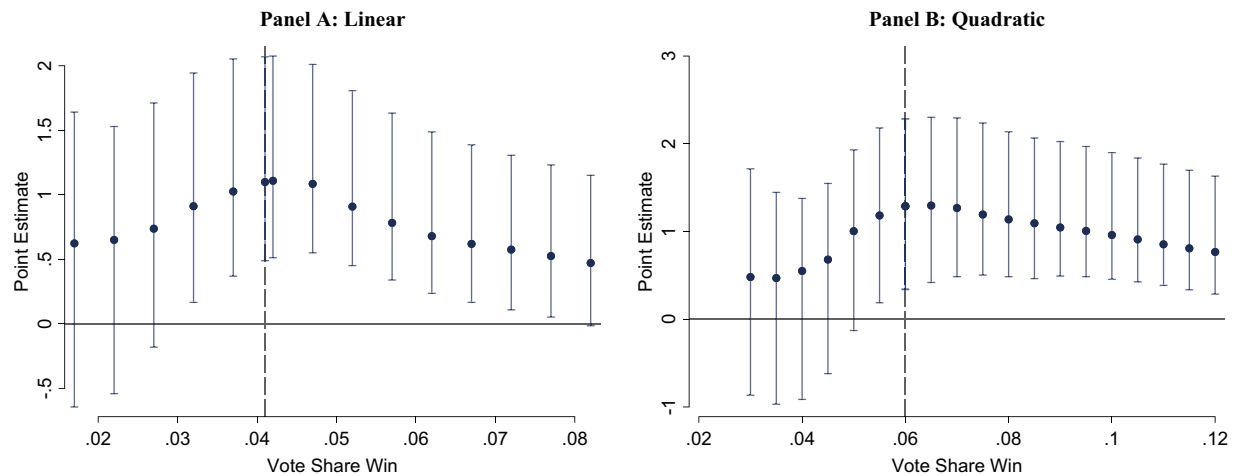 Panel A: Linear
Point Estimate
2
1.5
1
.5
0
-.5
.02 .03 .04 .05 .06 .07 .08
Vote Share Win
Panel B: Quadratic
Point Estimate
3
2
1
0
-1
.02 .04 .06 .08 .1 .12
Vote Share Win